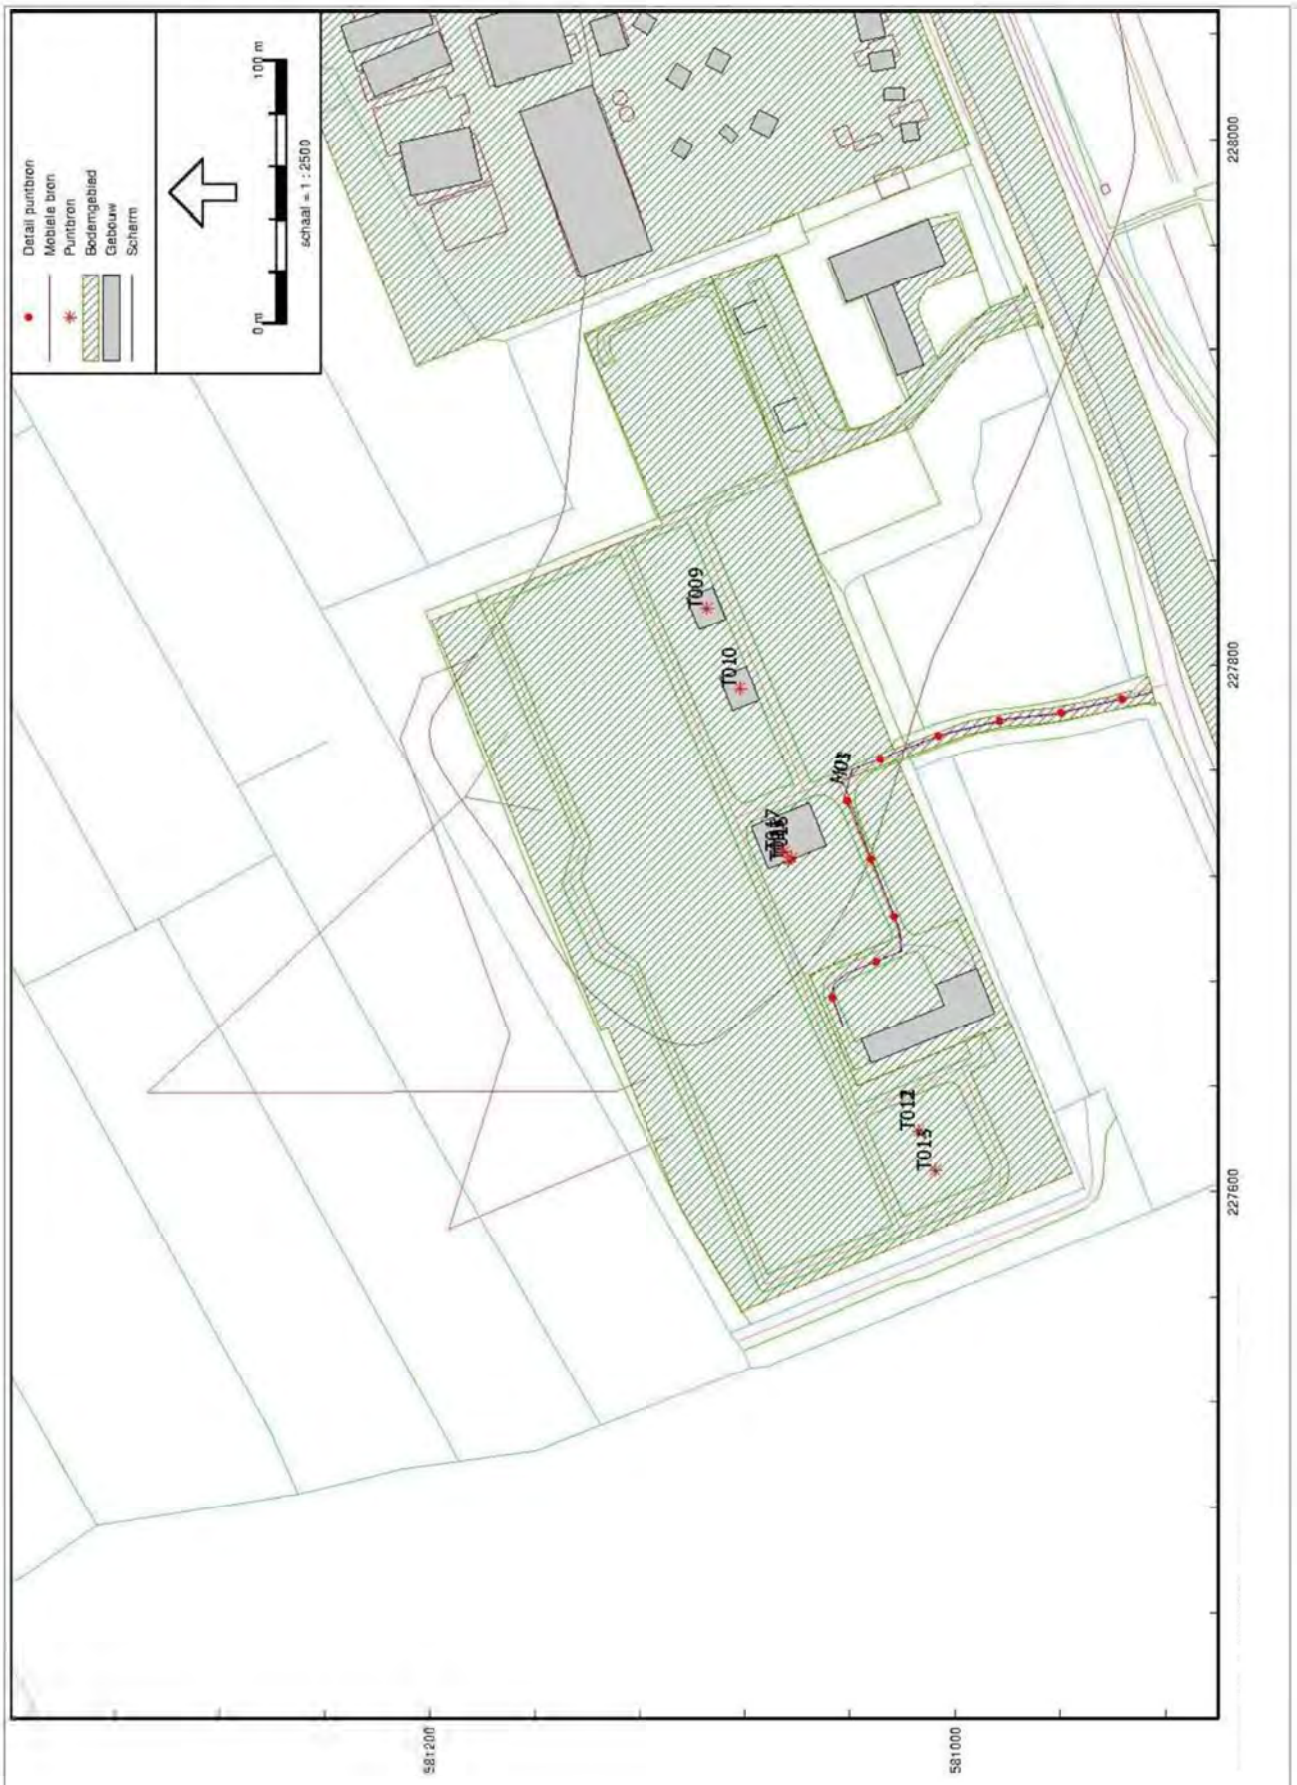 Detail puntbron
Mobiele bron
Puntbron
Bodemgebied
Gebouw
Scherm
0 m
100 m
schaal = 1 : 2500
T009
T010
M01
T012
228000
227800
227600
581200
581000